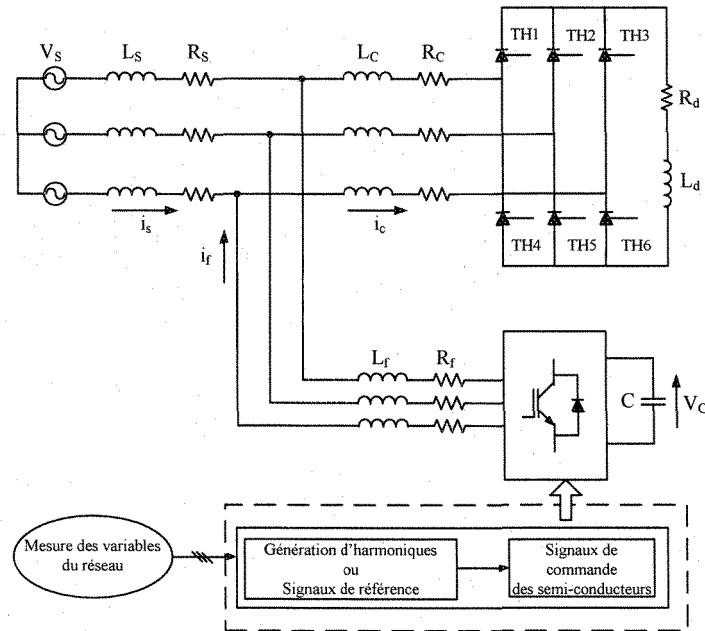 TH1 TH2 TH3
V_S L_S R_S L_C R_C
R_d
L_d
TH4 TH5 TH6
i_s i_c
i_f
L_f R_f
C V_C
Mesure des variables
du réseau
Génération d'harmoniques
ou
Signaux de référence
Signaux de
commande
des semi-conducteurs